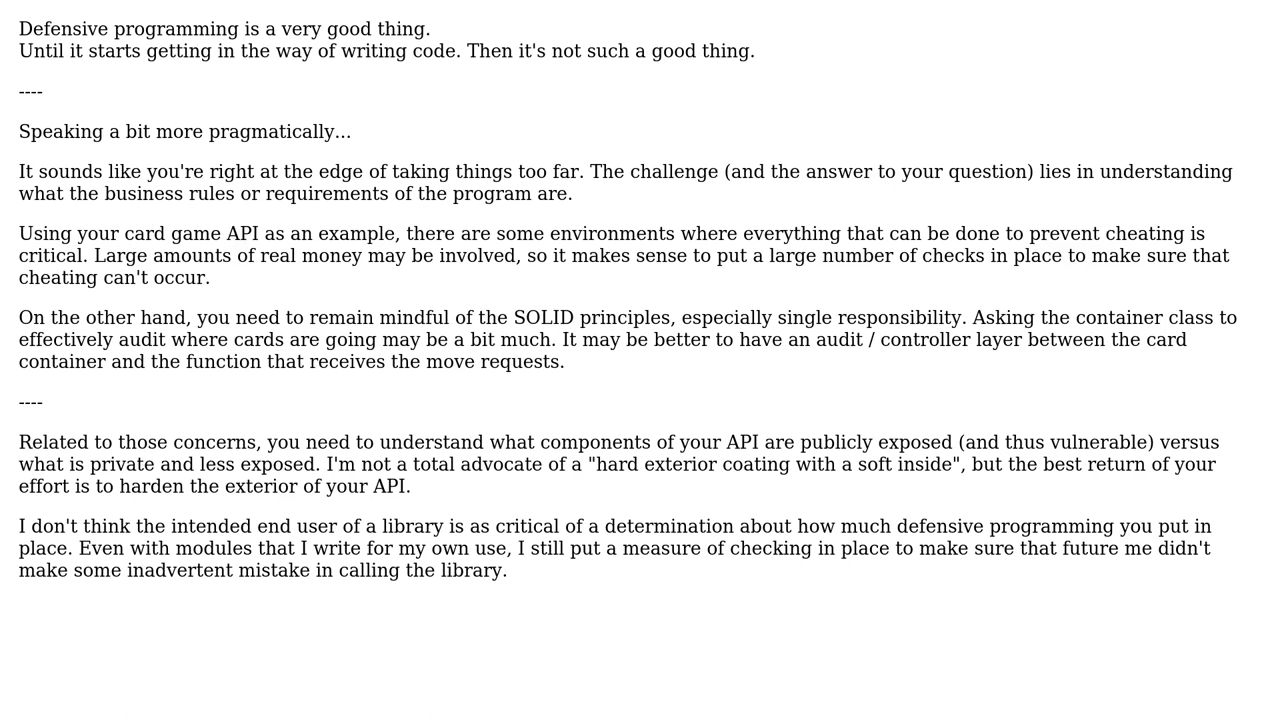 Defensive programming is a very good thing.
Until it starts getting in the way of writing code. Then it's not such a good thing.
----
Speaking a bit more pragmatically...
It sounds like you're right at the edge of taking things too far. The challenge (and the answer to your question) lies in understanding
what the business rules or requirements of the program are.
Using your card game API as an example, there are some environments where everything that can be done to prevent cheating is
critical. Large amounts of real money may be involved, so it makes sense to put a large number of checks in place to make sure that
cheating can't occur.
On the other hand, you need to remain mindful of the SOLID principles, especially single responsibility. Asking the container class to
effectively audit where cards are going may be a bit much. It may be better to have an audit / controller layer between the card
container and the function that receives the move requests.
----
Related to those concerns, you need to understand what components of your API are publicly exposed (and thus vulnerable) versus
what is private and less exposed. I'm not a total advocate of a "hard exterior coating with a soft inside", but the best return of your
effort is to harden the exterior of your API.
I don't think the intended end user of a library is as critical of a determination about how much defensive programming you put in
place. Even with modules that I write for my own use, I still put a measure of checking in place to make sure that future me didn't
make some inadvertent mistake in calling the library.